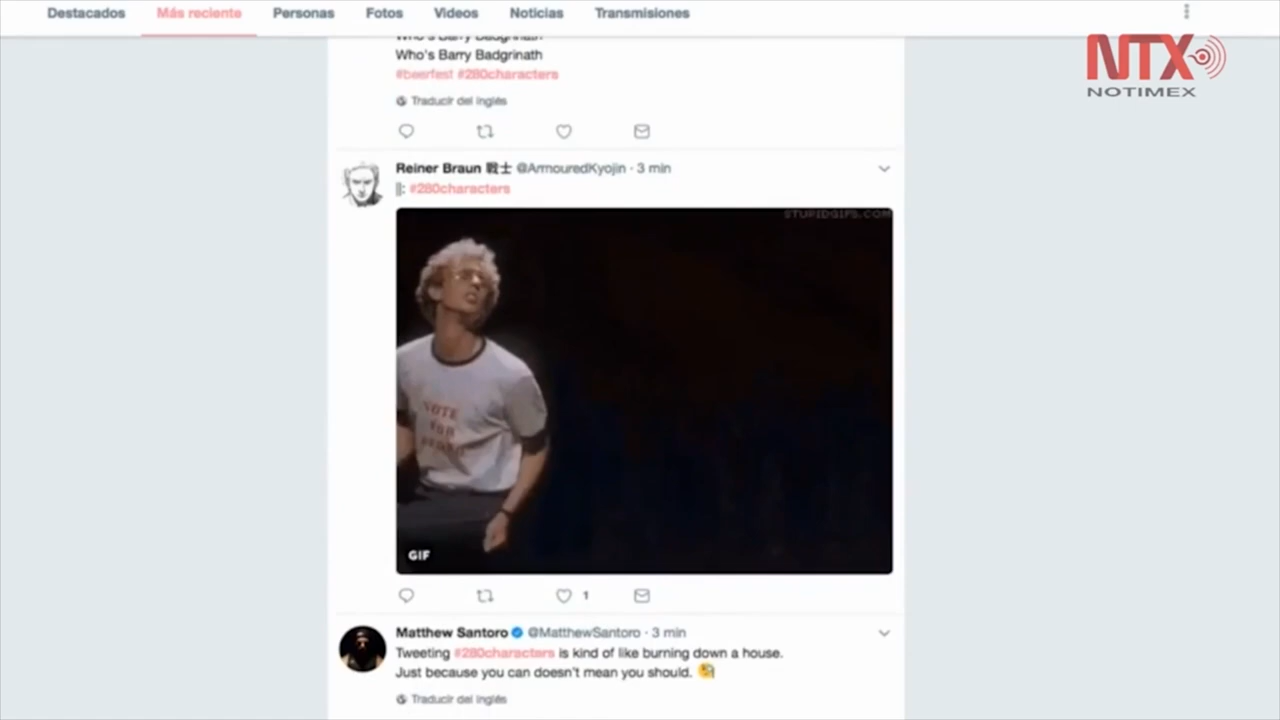 Destacados Más reciente Personas Fotos Videos Noticias Transmisiones
NTX
NOTIMEX
Who's Barry Badgrinath
Who's Barry Badgrinath
#beerfest #280characters
Traducir del inglés
Reiner Braun 戦士 @ArmouredKyojin · 3 min
||: #280characters
STUPIDGIFS.COM
VOTE
FOR
PEDRO
GIF
1
Matthew Santoro @MatthewSantoro · 3 min
Tweeting #280characters is kind of like burning down a house.
Just because you can doesn't mean you should.
Traducir del inglés